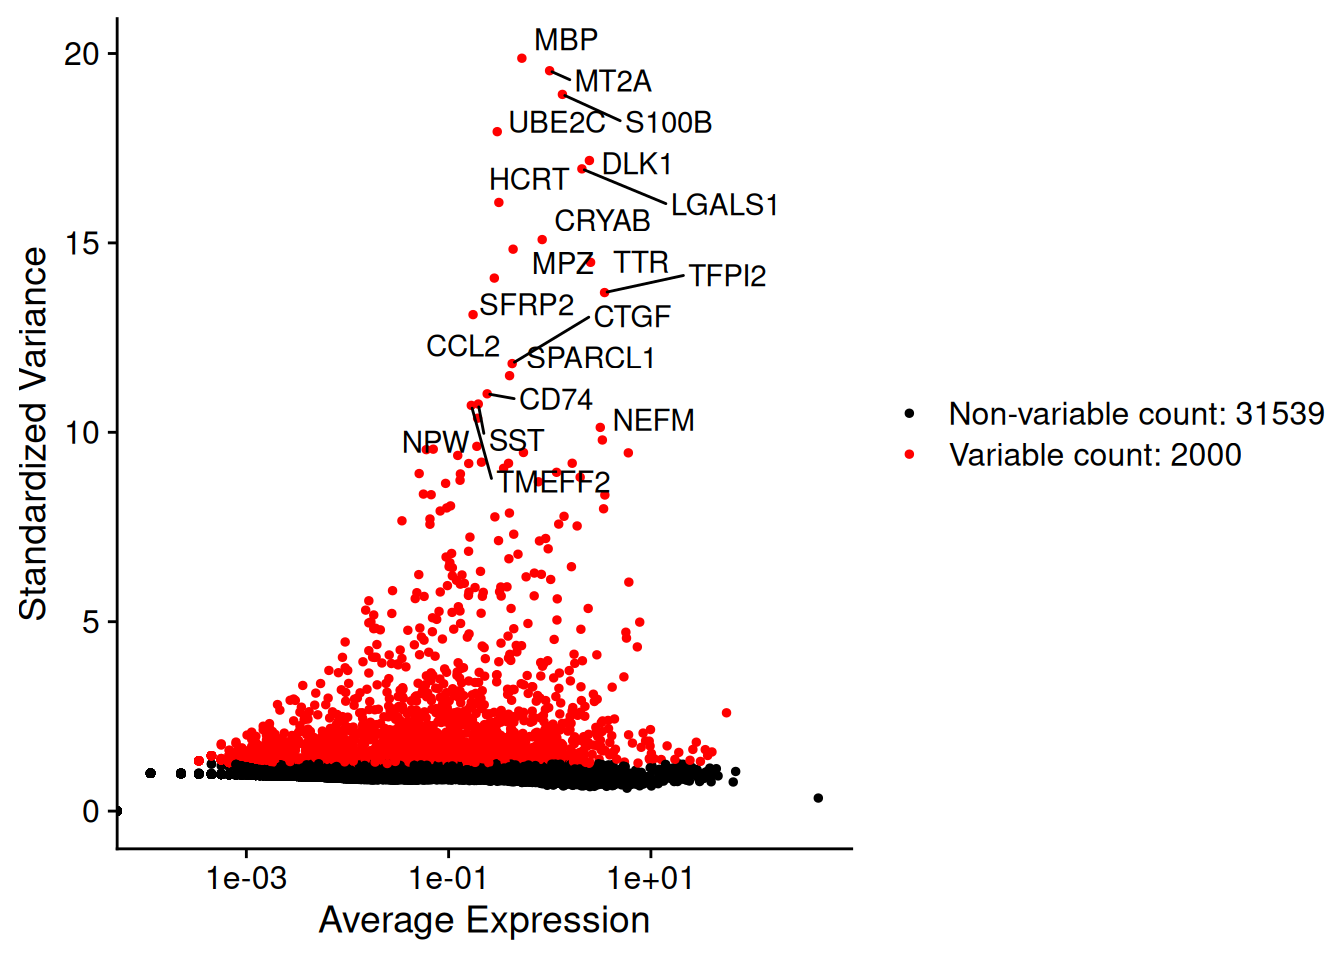 20
15
10
5
0
Standardized Variance
MBP
MT2A
UBE2C
S100B
DLK1
HCRT
LGALS1
CRYAB
MPZ
TTR
TFPI2
SFRP2
CTGF
CCL2
SPARCL1
CD74
NEFM
NPW
SST
TMEFF2
Non-variable count: 31539
Variable count: 2000
1e-03 1e-01 1e+01
Average Expression